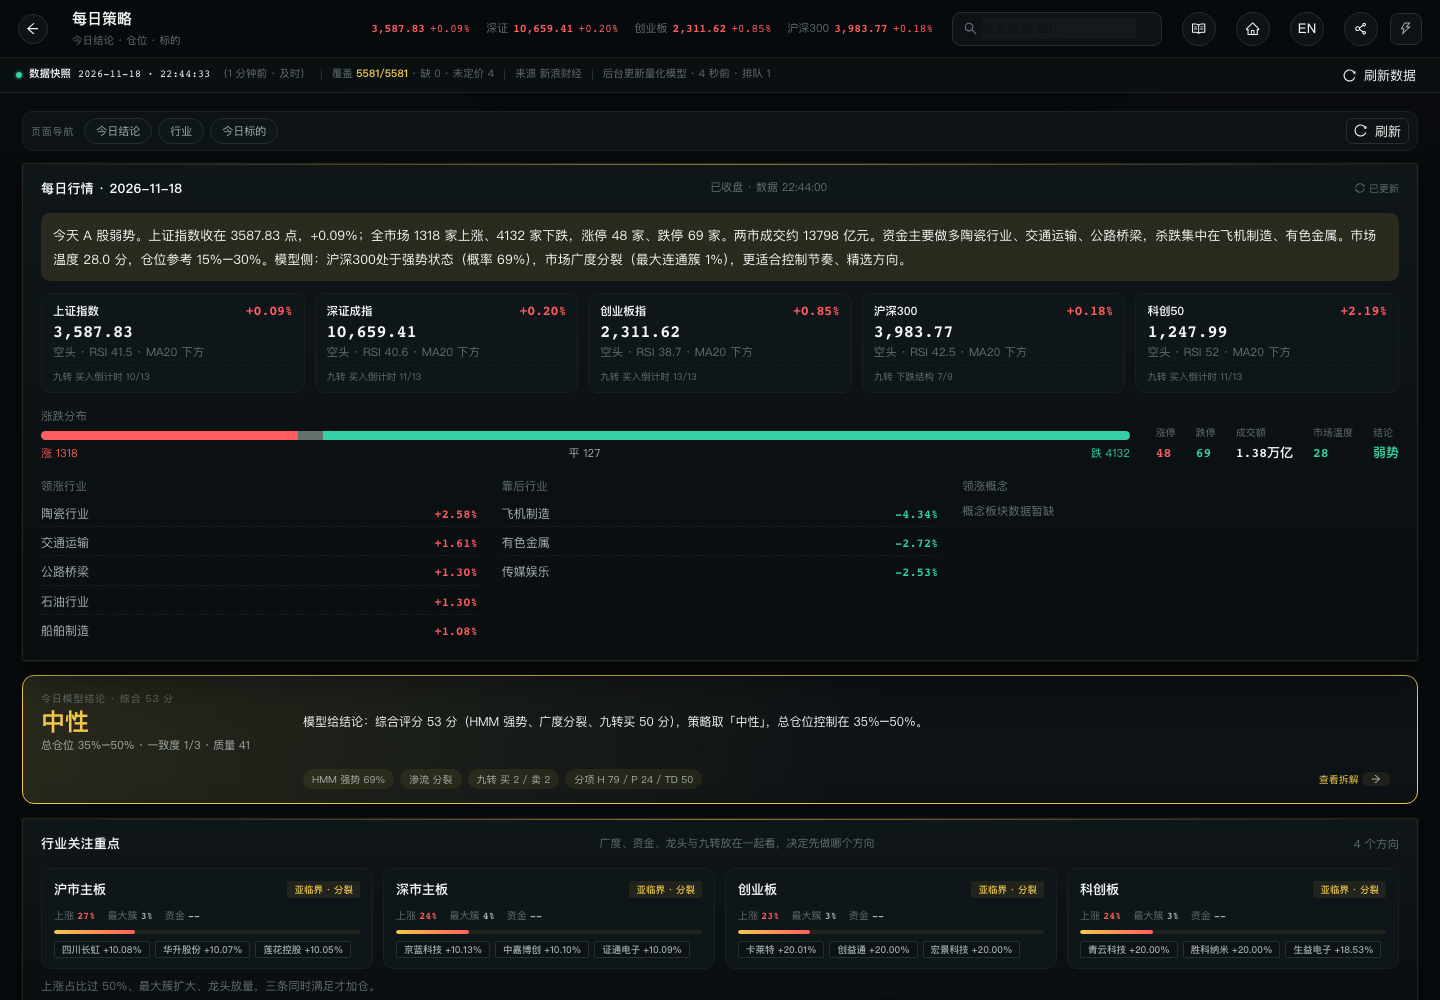 每日策略
今日结论 · 仓位 · 标的
3,587.83 +0.09% 深证 10,659.41 +0.20% 创业板 2,311.62 +0.85% 沪深300 3,983.77 +0.18%
EN
数据快照 2026-11-18 · 22:44:33 (1 分钟前 · 及时) 覆盖 5581/5581 · 缺 0 · 未定价 4 来源 新浪财经 后台更新量化模型 · 4 秒前 · 排队 1
刷新数据
页面导航 今日结论 行业 今日标的
刷新
每日行情 · 2026-11-18 已收盘 · 数据 22:44:00 已更新
今天 A 股弱势。上证指数收在 3587.83 点，+0.09%；全市场 1318 家上涨、4132 家下跌，涨停 48 家、跌停 69 家。两市成交约 13798 亿元。资金主要做多陶瓷行业、交通运输、公路桥梁，杀跌集中在飞机制造、有色金属。市场
温度 28.0 分，仓位参考 15%—30%。模型侧：沪深300处于强势状态（概率 69%），市场广度分裂（最大连通簇 1%），更适合控制节奏、精选方向。
上证指数 +0.09%
3,587.83
空头 · RSI 41.5 · MA20 下方
九转 买入倒计时 10/13
深证成指 +0.20%
10,659.41
空头 · RSI 40.6 · MA20 下方
九转 买入倒计时 11/13
创业板指 +0.85%
2,311.62
空头 · RSI 38.7 · MA20 下方
九转 买入倒计时 13/13
沪深300 +0.18%
3,983.77
空头 · RSI 42.5 · MA20 下方
九转 下跌结构 7/9
科创50 +2.19%
1,247.99
空头 · RSI 52 · MA20 下方
九转 买入倒计时 11/13
涨跌分布
涨 1318 平 127 跌 4132
涨停 跌停 成交额 市场温度 结论
48 69 1.38万亿 28 弱势
领涨行业
陶瓷行业 +2.58%
交通运输 +1.61%
公路桥梁 +1.30%
石油行业 +1.30%
船舶制造 +1.08%
靠后行业
飞机制造 -4.34%
有色金属 -2.72%
传媒娱乐 -2.53%
领涨概念
概念板块数据暂缺
今日模型结论 · 综合 53 分
中性
总仓位 35%—50% · 一致度 1/3 · 质量 41
模型给结论：综合评分 53 分（HMM 强势、广度分裂、九转买 50 分），策略取「中性」，总仓位控制在 35%—50%。
HMM 强势 69% 渗流 分裂 九转 买 2 / 卖 2 分项 H 79 / P 24 / TD 50
查看拆解
行业关注重点 广度、资金、龙头与九转放在一起看，决定先做哪个方向 4 个方向
沪市主板 亚临界 · 分裂
上涨 27% 最大簇 3% 资金 --
四川长虹 +10.08% 华升股份 +10.07% 莲花控股 +10.05%
深市主板 亚临界 · 分裂
上涨 24% 最大簇 4% 资金 --
京蓝科技 +10.13% 中嘉博创 +10.10% 证通电子 +10.09%
创业板 亚临界 · 分裂
上涨 23% 最大簇 3% 资金 --
卡莱特 +20.01% 创益通 +20.00% 宏景科技 +20.00%
科创板 亚临界 · 分裂
上涨 24% 最大簇 3% 资金 --
青云科技 +20.00% 胜科纳米 +20.00% 生益电子 +18.53%
上涨占比过 50%、最大簇扩大、龙头放量，三条同时满足才加仓。